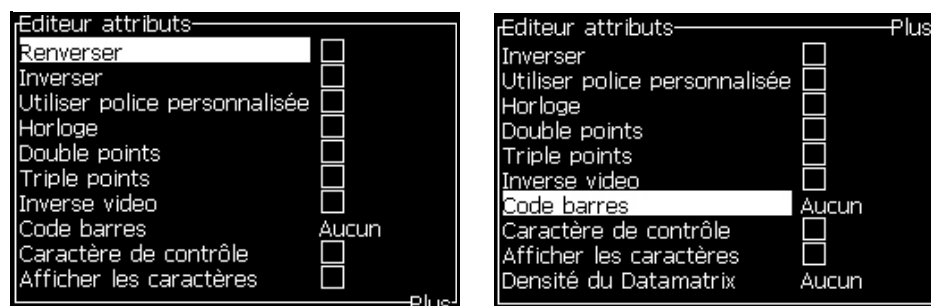 Editeur attributs
Renverser
Inverser
Utiliser police personnalisée
Horloge
Double points
Triple points
Inverse video
Code barres Aucun
Caractère de contrôle
Afficher les caractères
Plus
Editeur attributs Plus
Inverser
Utiliser police personnalisée
Horloge
Double points
Triple points
Inverse video
Code barres Aucun
Caractère de contrôle
Afficher les caractères
Densité du Datamatrix Aucun